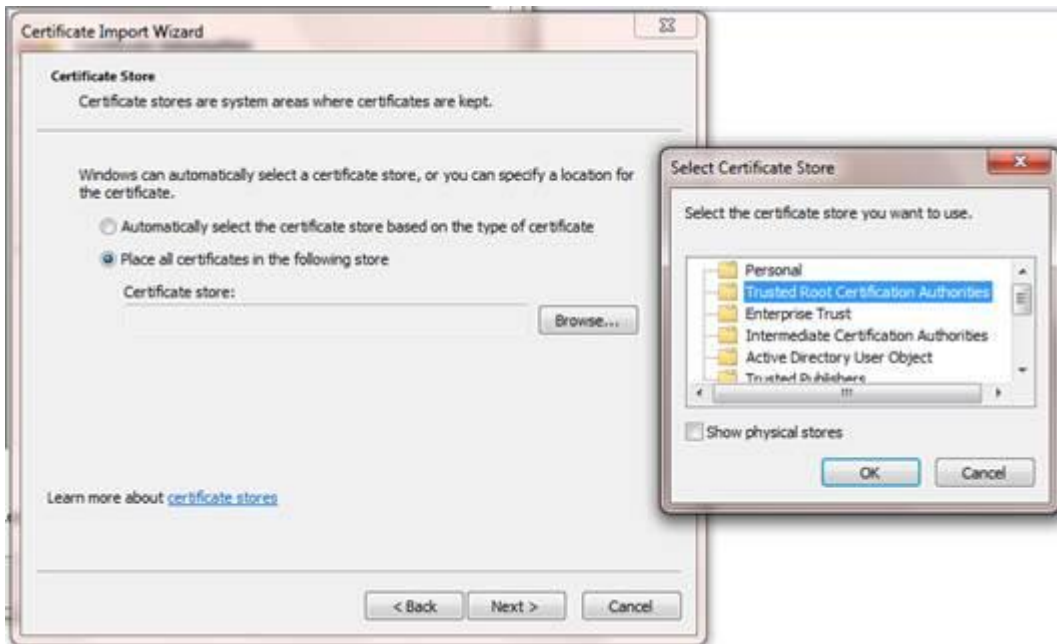 Certificate Import Wizard
Certificate Store
Certificate stores are system areas where certificates are kept.
Windows can automatically select a certificate store, or you can specify a location for
the certificate.
Automatically select the certificate store based on the type of certificate
Place all certificates in the following store
Certificate store:
Browse...
Learn more about certificate stores
< Back
Next >
Cancel
Select Certificate Store
Select the certificate store you want to use.
Personal
Trusted Root Certification Authorities
Enterprise Trust
Intermediate Certification Authorities
Active Directory User Object
Trusted Publishers
Show physical stores
OK
Cancel